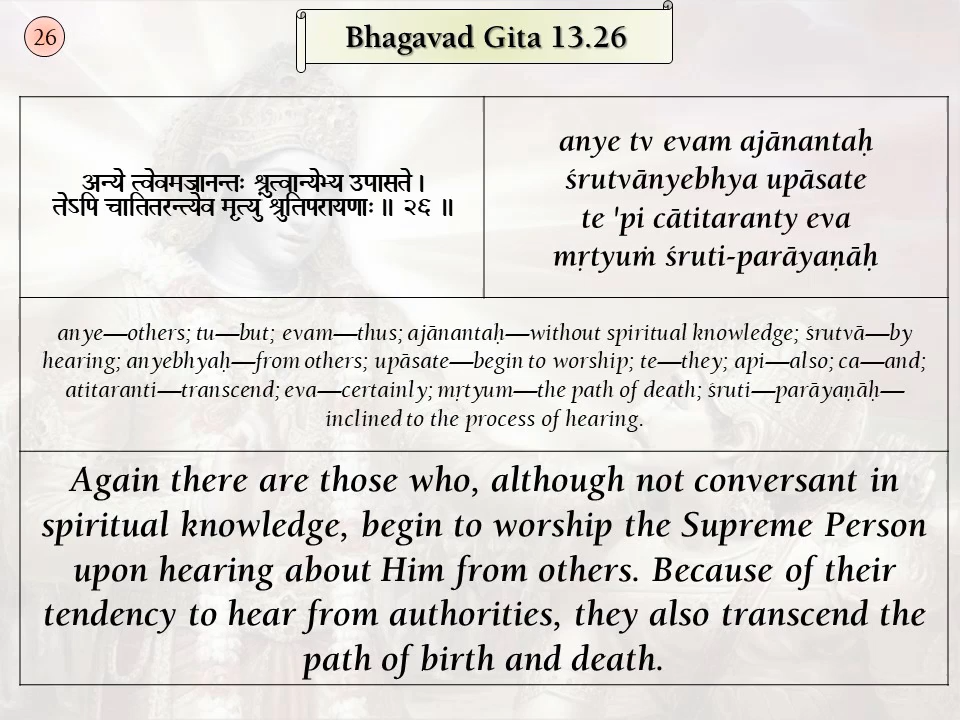 26
Bhagavad Gita 13.26
अन्ये त्वेवमजानन्तः श्रुत्वान्येभ्य उपासते ।
तेऽपि चातितरन्त्येव मृत्युं श्रुतिपरायणाः ॥ २६ ॥
anye tv evam ajānantaḥ
śrutvānyebhya upāsate
te 'pi cātitaranty eva
mṛtyuṁ śruti-parāyaṇāḥ
anye—others; tu—but; evam—thus; ajānantaḥ—without spiritual knowledge; śrutvā—by
hearing; anyebhyaḥ—from others; upāsate—begin to worship; te—they; api—also; ca—and;
atitaranti—transcend; eva—certainly; mṛtyum—the path of death; śruti—parāyaṇāḥ—
inclined to the process of hearing.
Again there are those who, although not conversant in
spiritual knowledge, begin to worship the Supreme Person
upon hearing about Him from others. Because of their
tendency to hear from authorities, they also transcend the
path of birth and death.